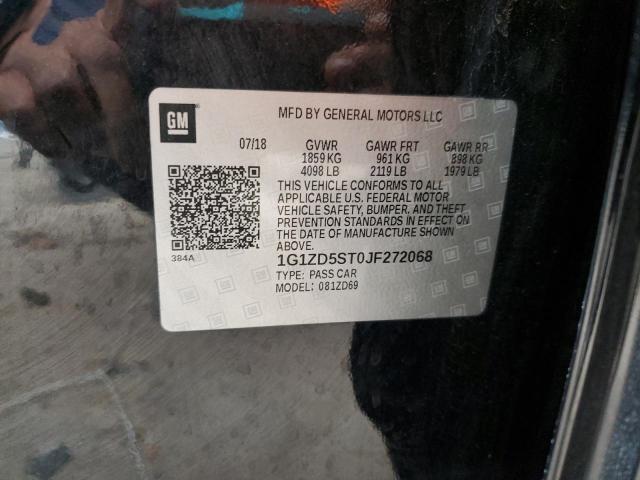 GM
MFD BY GENERAL MOTORS LLC
07/18 GVWR GAWR FRT GAWR RR
1859 KG 961 KG 898 KG
4098 LB 2119 LB 1979 LB
THIS VEHICLE CONFORMS TO ALL
APPLICABLE U.S. FEDERAL MOTOR
VEHICLE SAFETY, BUMPER, AND THEFT
PREVENTION STANDARDS IN EFFECT ON
THE DATE OF MANUFACTURE SHOWN
ABOVE.
384A
1G1ZD5ST0JF272068
TYPE: PASS CAR
MODEL: 081ZD69